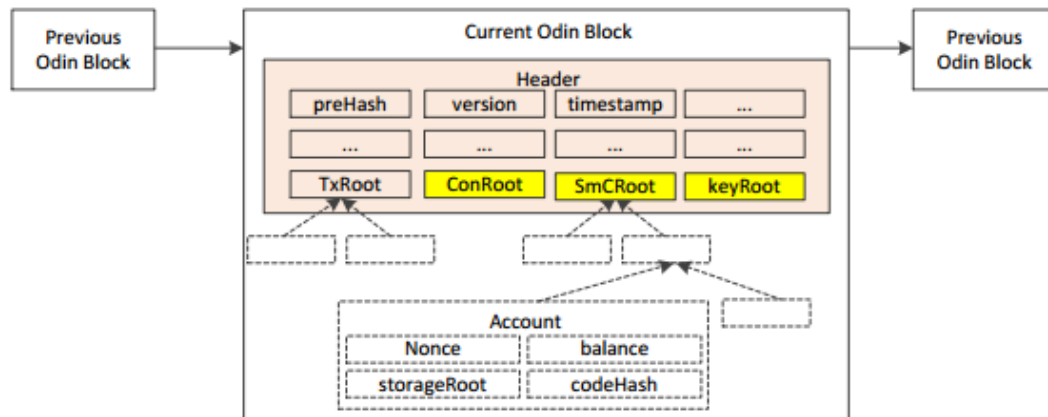 Previous
Odin Block
Current Odin Block
Previous
Odin Block
Header
preHash
version
timestamp
...
...
...
...
...
TxRoot
ConRoot
SmCRoot
keyRoot
Account
Nonce
balance
storageRoot
codeHash